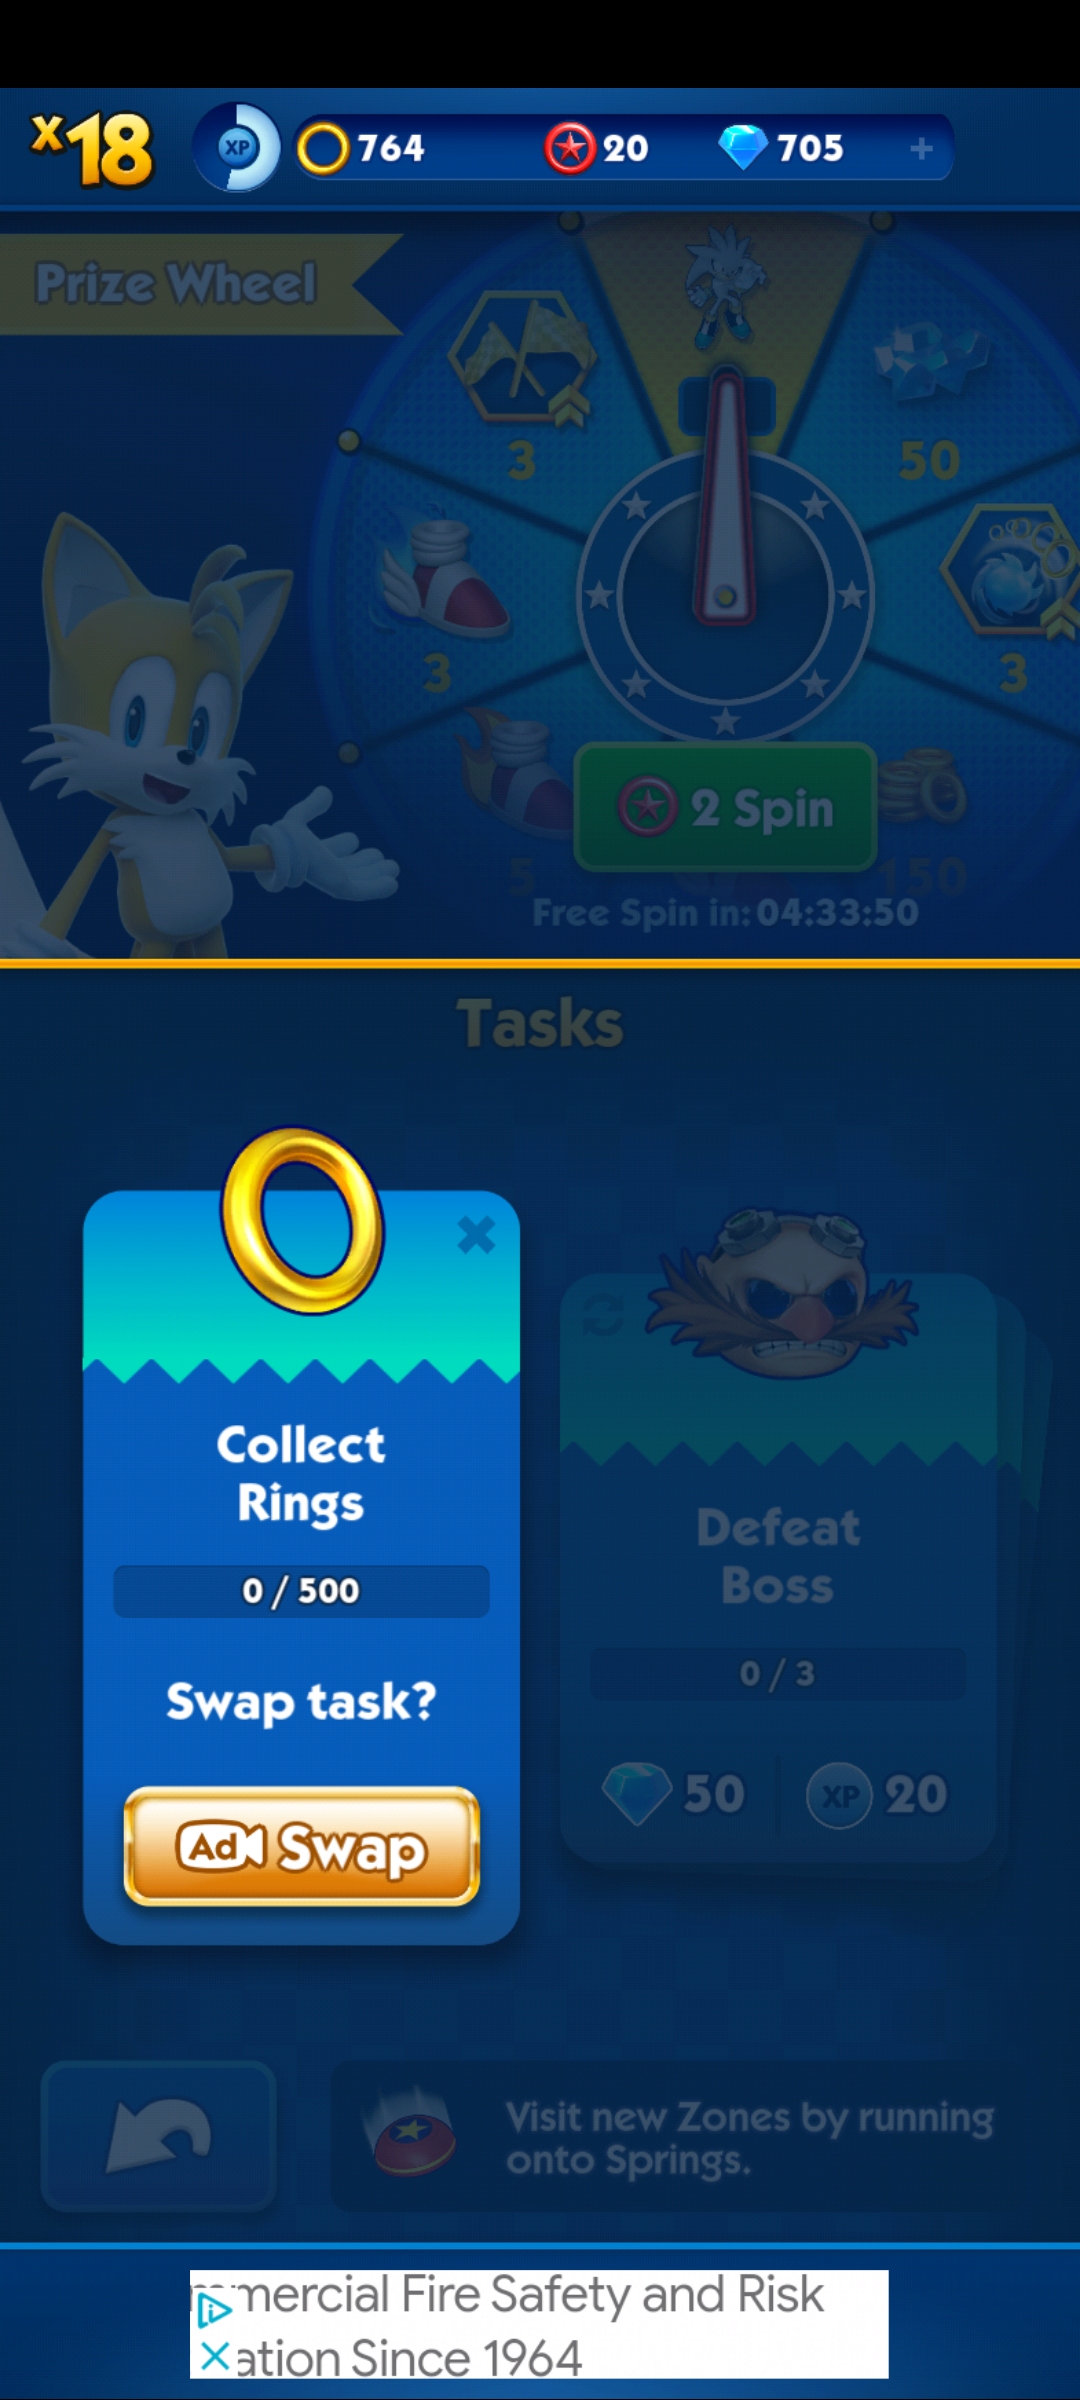 x18
XP
764
20
705
+
Prize Wheel
3
50
3
3
2 Spin
5
150
Free Spin in: 04:33:50
Tasks
Collect
Rings
0 / 500
Swap task?
Ad Swap
Defeat
Boss
0 / 3
50
XP 20
Visit new Zones by running
onto Springs.
Fire Safety and Risk
Since 1964